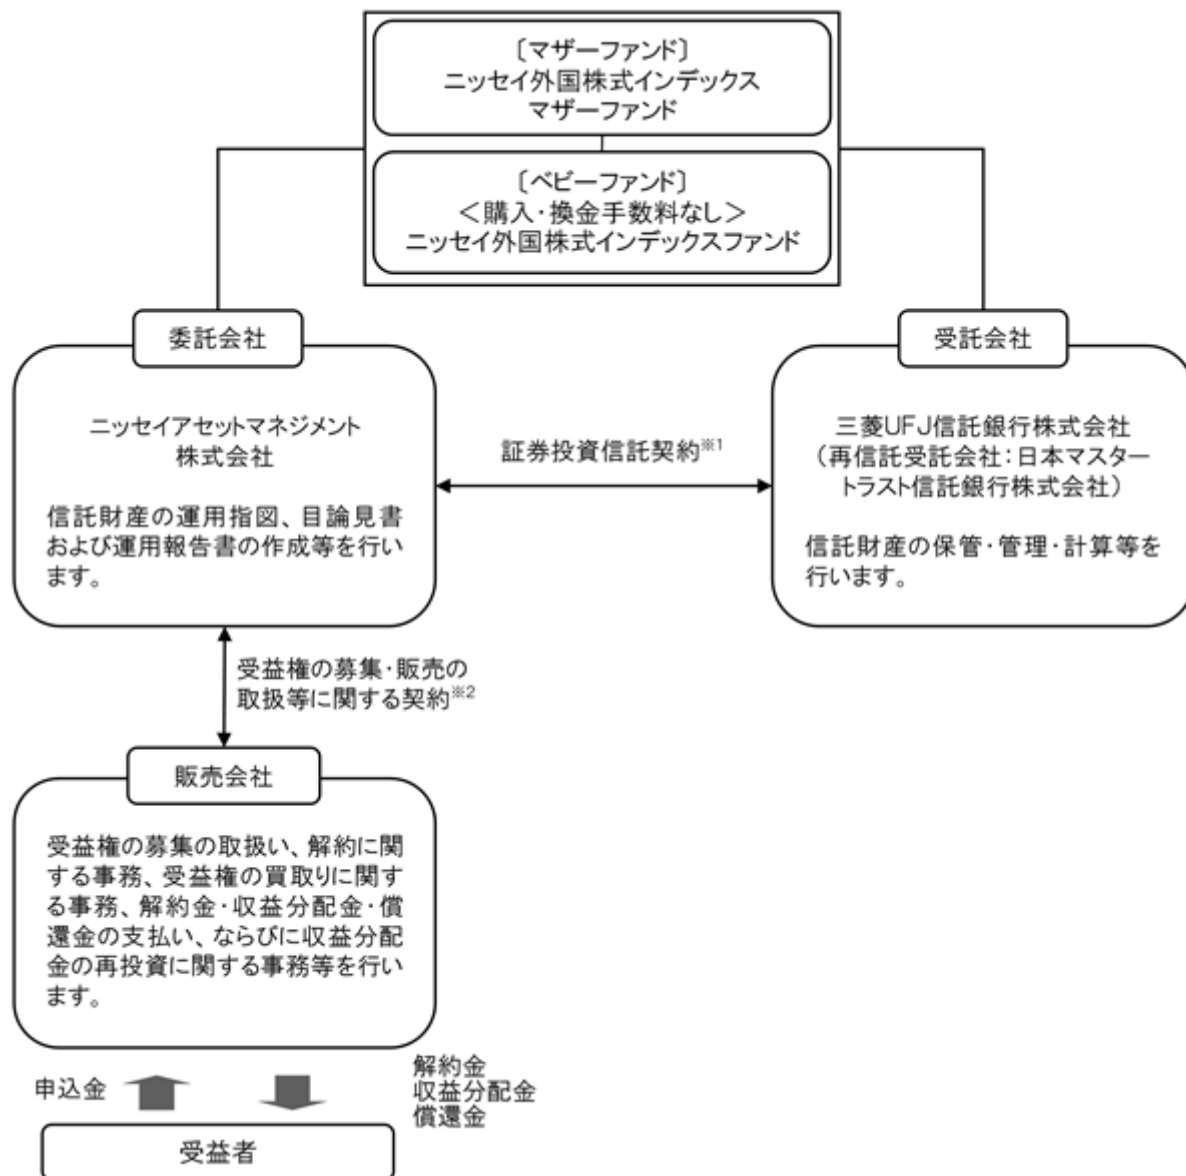 〔マザーファンド〕
ニッセイ外国株式インデックス
マザーファンド
〔ベビーファンド〕
＜購入・換金手数料なし＞
ニッセイ外国株式インデックスファンド
委託会社
ニッセイアセットマネジメント
株式会社
信託財産の運用指図、目論見書
および運用報告書の作成等を行い
ます。
証券投資信託契約※1
受託会社
三菱UFJ信託銀行株式会社
（再信託受託会社：日本マスター
トラスト信託銀行株式会社）
信託財産の保管・管理・計算等を
行います。
受益権の募集・販売の
取扱等に関する契約※2
販売会社
受益権の募集の取扱い、解約に関
する事務、受益権の買取りに関す
る事務、解約金・収益分配金・償
還金の支払い、ならびに収益分配
金の再投資に関する事務等を行い
ます。
申込金
解約金
収益分配金
償還金
受益者